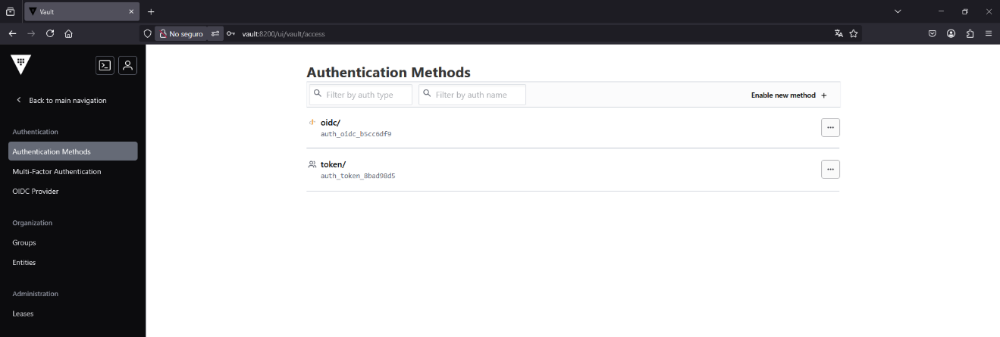 Vault
No seguro
vault:8200/ui/vault/access
Authentication Methods
Back to main navigation
Filter by auth type
Filter by auth name
Enable new method
oidc/
auth_oidc_b5cc6df9
token/
auth_token_8bad98d5
Authentication
Authentication Methods
Multi-Factor Authentication
OIDC Provider
Organization
Groups
Entities
Administration
Leases